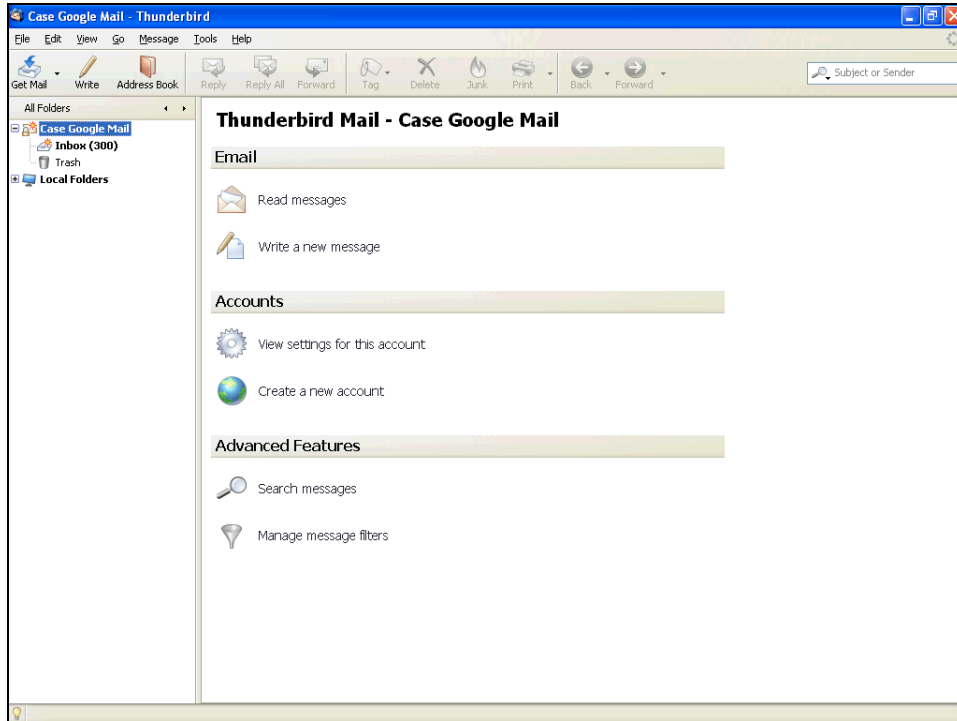 Case Google Mail - Thunderbird
File Edit View Go Message Tools Help
Get Mail Write Address Book Reply Reply All Forward Tag Delete Junk Print Back Forward Subject or Sender
All Folders
Thunderbird Mail - Case Google Mail
Case Google Mail
Inbox (300)
Trash
Local Folders
Email
Read messages
Write a new message
Accounts
View settings for this account
Create a new account
Advanced Features
Search messages
Manage message filters